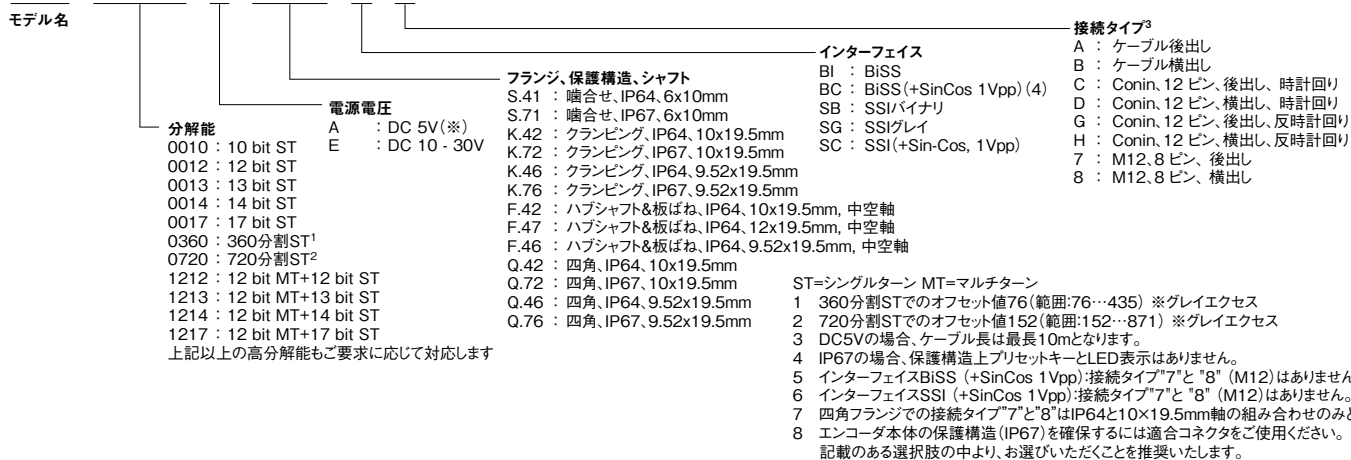 モデル名
分解能
0010 : 10 bit ST
0012 : 12 bit ST
0013 : 13 bit ST
0014 : 14 bit ST
0017 : 17 bit ST
0360 : 360分割ST1
0720 : 720分割ST2
1212 : 12 bit MT+12 bit ST
1213 : 12 bit MT+13 bit ST
1214 : 12 bit MT+14 bit ST
1217 : 12 bit MT+17 bit ST
上記以上の高分解能もご要求に応じて対応します
電源電圧
A : DC 5V(※)
E : DC 10 - 30V
フランジ、保護構造、シャフト
S.41 : 噛合せ、IP64、6x10mm
S.71 : 噛合せ、IP67、6x10mm
K.42 : クランピング、IP64、10x19.5mm
K.72 : クランピング、IP67、10x19.5mm
K.46 : クランピング、IP64、9.52x19.5mm
K.76 : クランピング、IP67、9.52x19.5mm
F.42 : ハブシャフト&板ばね、IP64、10x19.5mm, 中空軸
F.47 : ハブシャフト&板ばね、IP64、12x19.5mm, 中空軸
F.46 : ハブシャフト&板ばね、IP64、9.52x19.5mm, 中空軸
Q.42 : 四角、IP64、10x19.5mm
Q.72 : 四角、IP67、10x19.5mm
Q.46 : 四角、IP64、9.52x19.5mm
Q.76 : 四角、IP67、9.52x19.5mm
インターフェイス
BI : BiSS
BC : BiSS(+SinCos 1Vpp)(4)
SB : SSIバイナリ
SG : SSIグレイ
SC : SSI(+Sin-Cos, 1Vpp)
接続タイプ3
A : ケーブル後出し
B : ケーブル横出し
C : Conin、12 ピン、後出し、時計回り
D : Conin、12 ピン、横出し、時計回り
G : Conin、12 ピン、後出し、反時計回り
H : Conin、12 ピン、横出し、反時計回り
7 : M12、8 ピン、後出し
8 : M12、8 ピン、横出し
ST=シングルターン MT=マルチターン
1 360分割STでのオフセット値76(範囲:76…435) ※グレイエクセス
2 720分割STでのオフセット値152(範囲:152…871) ※グレイエクセス
3 DC5Vの場合、ケーブル長は最長10mとなります。
4 IP67の場合、保護構造上プリセットキーとLED表示はありません。
5 インターフェイスBiSS (+SinCos 1Vpp):接続タイプ"7"と "8" (M12)はありません
6 インターフェイスSSI (+SinCos 1Vpp):接続タイプ"7"と "8" (M12)はありません。
7 四角フランジでの接続タイプ"7"と"8"はIP64と10×19.5mm軸の組み合わせのみと
8 エンコーダ本体の保護構造(IP67)を確保するには適合コネクタをご使用ください。
記載のある選択肢の中より、お選びいただくことを推奨いたします。